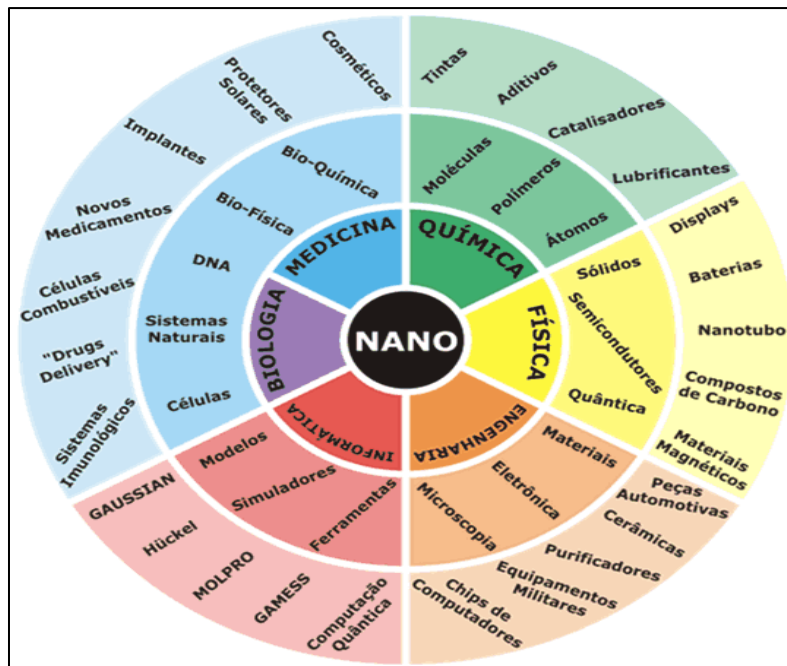 NANO
MEDICINA
QUÍMICA
FÍSICA
ENGENHARIA
INFORMÁTICA
BIOLOGIA
Bio-Química
Bio-Física
DNA
Sistemas
Naturais
Células
Moléculas
Polímeros
Átomos
Sólidos
Semicondutores
Quântica
Materiais
Eletrônica
Microscopia
Ferramentas
Simuladores
Modelos
Cosméticos
Protetores
Solares
Implantes
Novos
Medicamentos
Células
Combustíveis
"Drugs
Delivery"
Sistemas
Imunológicos
Tintas
Aditivos
Catalisadores
Lubrificantes
Displays
Baterias
Nanotubo
Compostos
de Carbono
Materiais
Magnéticos
Peças
Automotivas
Cerâmicas
Purificadores
Equipamentos
Militares
Chips de
Computadores
Computação
Quântica
GAMESS
MOLPRO
Hückel
GAUSSIAN